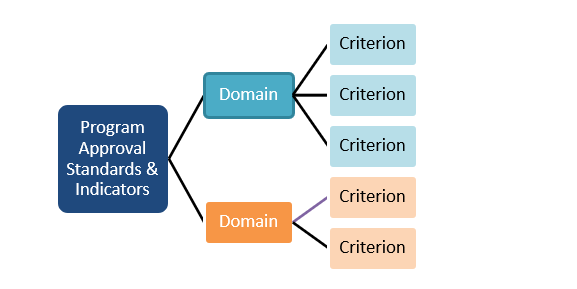 Program
Approval
Standards &
Indicators
Domain
Criterion
Criterion
Criterion
Domain
Criterion
Criterion